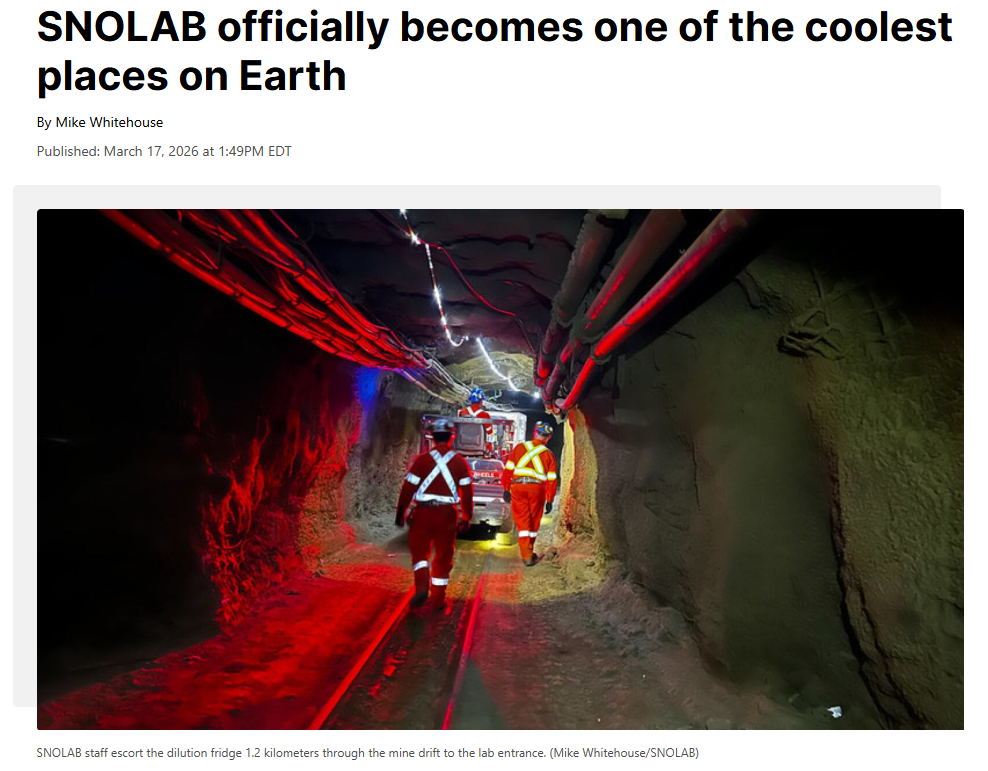 SNOLAB officially becomes one of the coolest
places on Earth
By Mike Whitehouse
Published: March 17, 2026 at 1:49PM EDT
WHEELS
SNOLAB staff escort the dilution fridge 1.2 kilometers through the mine drift to the lab entrance. (Mike Whitehouse/SNOLAB)